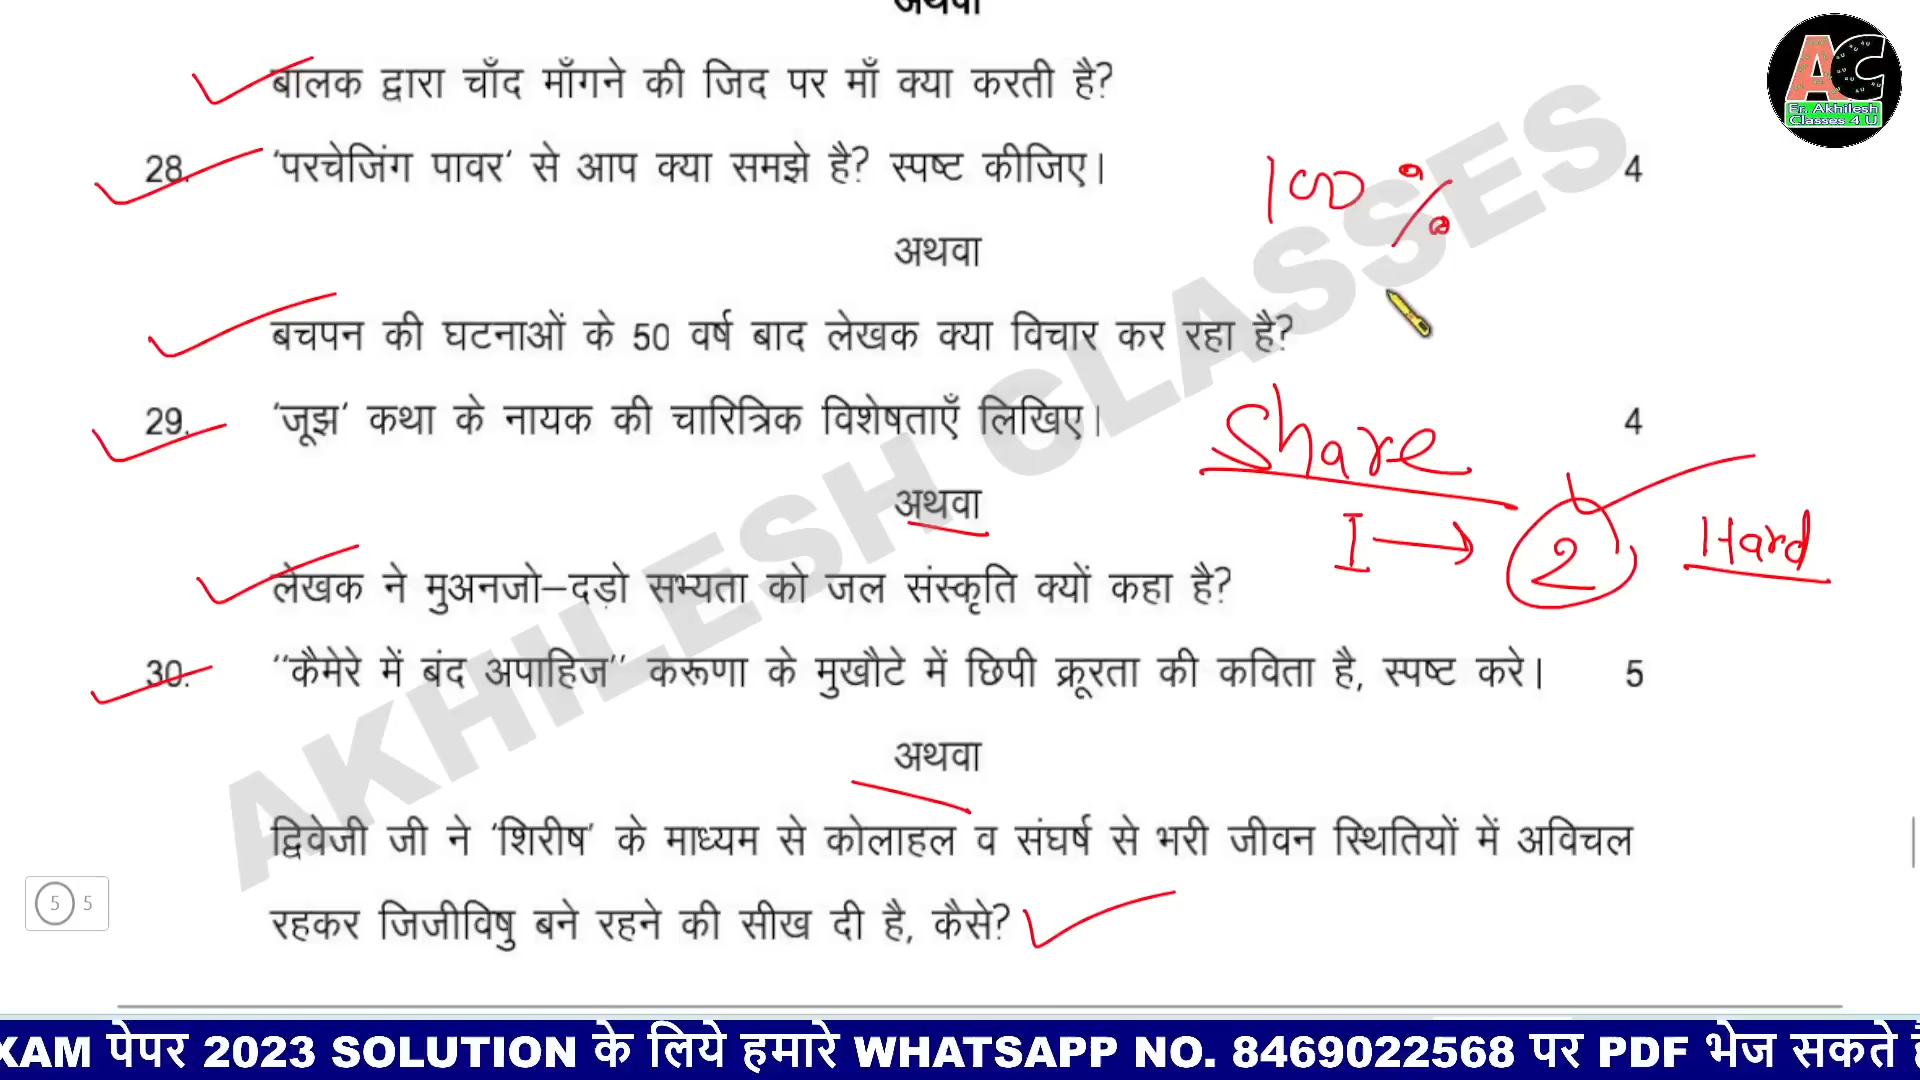 अथवा
बालक द्वारा चाँद माँगने की जिद पर माँ क्या करती है?
28. 'परचेजिंग पावर' से आप क्या समझे है? स्पष्ट कीजिए। 4
अथवा
बचपन की घटनाओं के 50 वर्ष बाद लेखक क्या विचार कर रहा है?
29. 'जूझ' कथा के नायक की चारित्रिक विशेषताएँ लिखिए। 4
अथवा
लेखक ने मुअनजो–दड़ो सभ्यता को जल संस्कृति क्यों कहा है?
30. ''कैमेरे में बंद अपाहिज'' करूणा के मुखौटे में छिपी क्रूरता की कविता है, स्पष्ट करे। 5
अथवा
द्विवेजी जी ने 'शिरीष' के माध्यम से कोलाहल व संघर्ष से भरी जीवन स्थितियों में अविचल
रहकर जिजीविषु बने रहने की सीख दी है, कैसे?
100 %
Share
I → 2 Hard
AKHILESH CLASSES
AC
Er. Akhilesh
Classes 4 U
5 5
XAM पेपर 2023 SOLUTION के लिये हमारे WHATSAPP NO. 8469022568 पर PDF भेज सकते